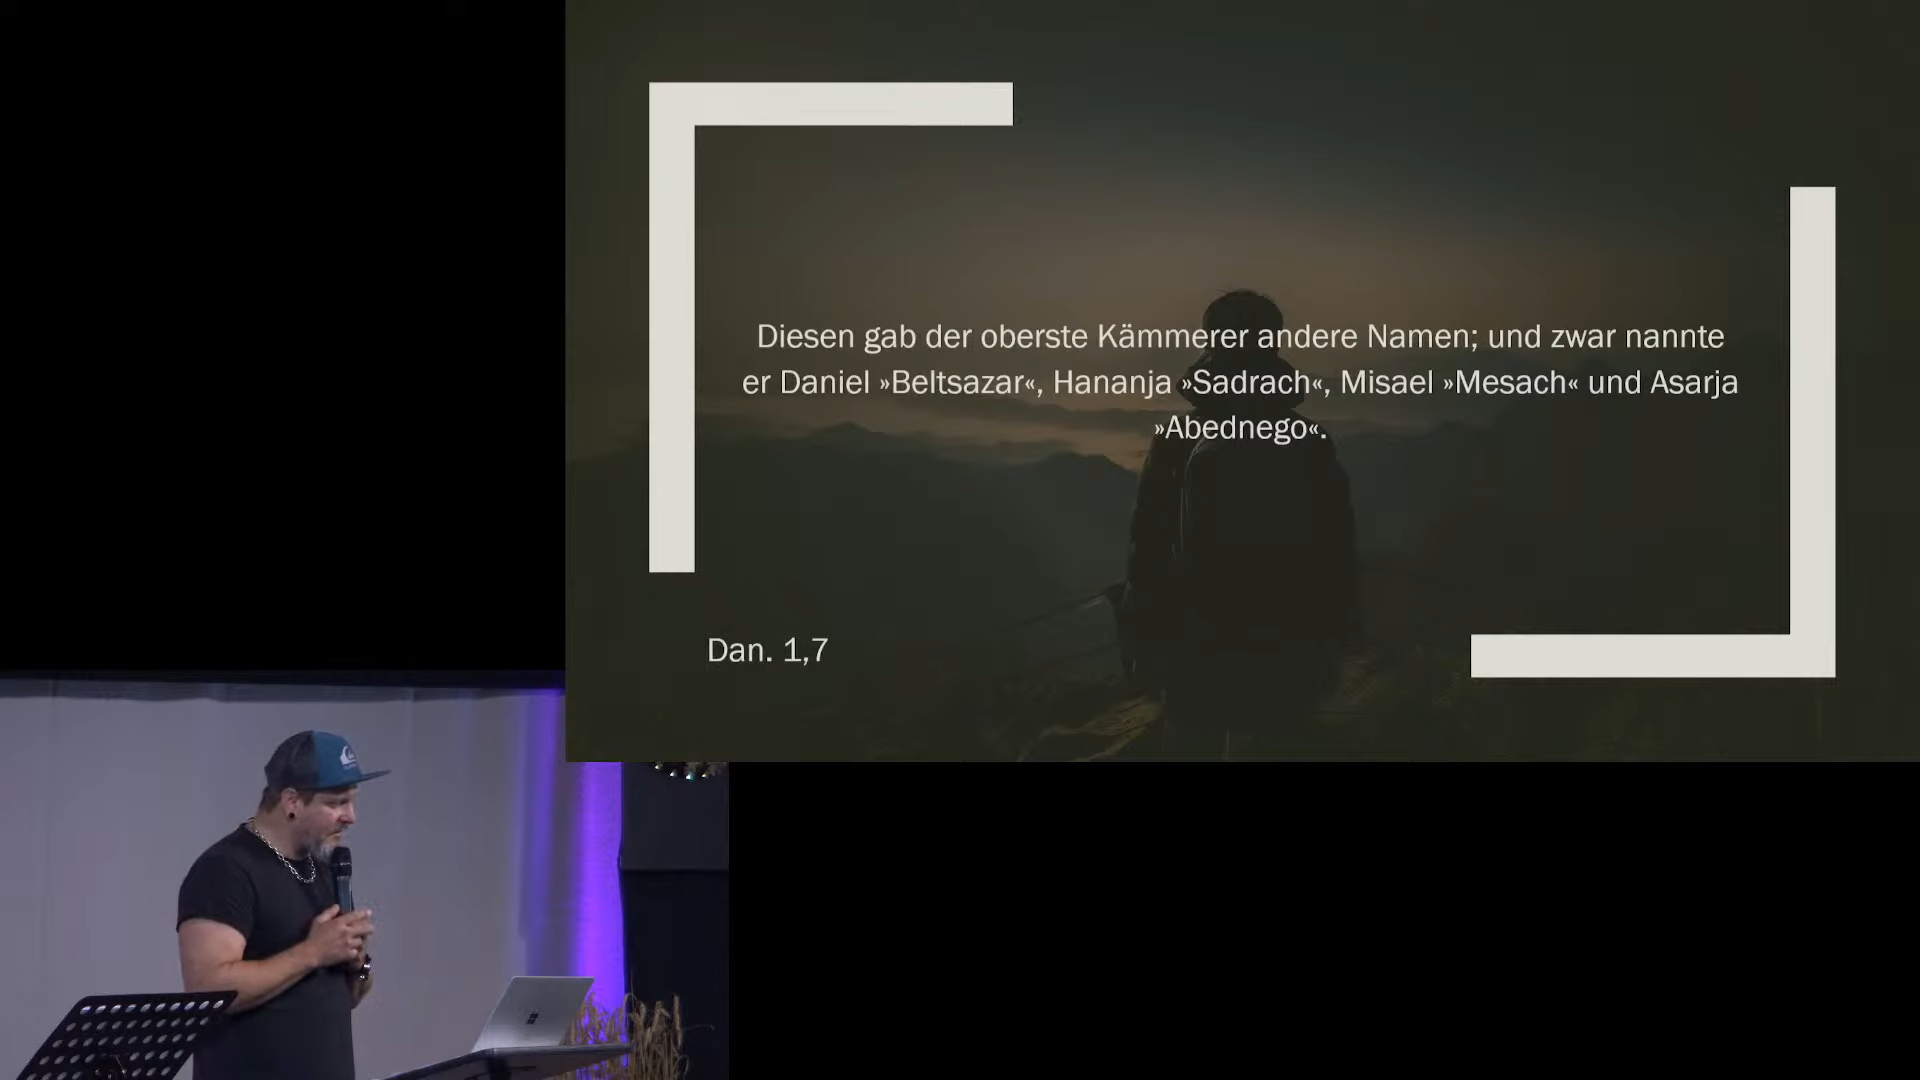 Diesen gab der oberste Kämmerer andere Namen; und zwar nannte
er Daniel »Beltsazar«, Hananja »Sadrach«, Misael »Mesach« und Asarja
»Abednego«.
Dan. 1,7